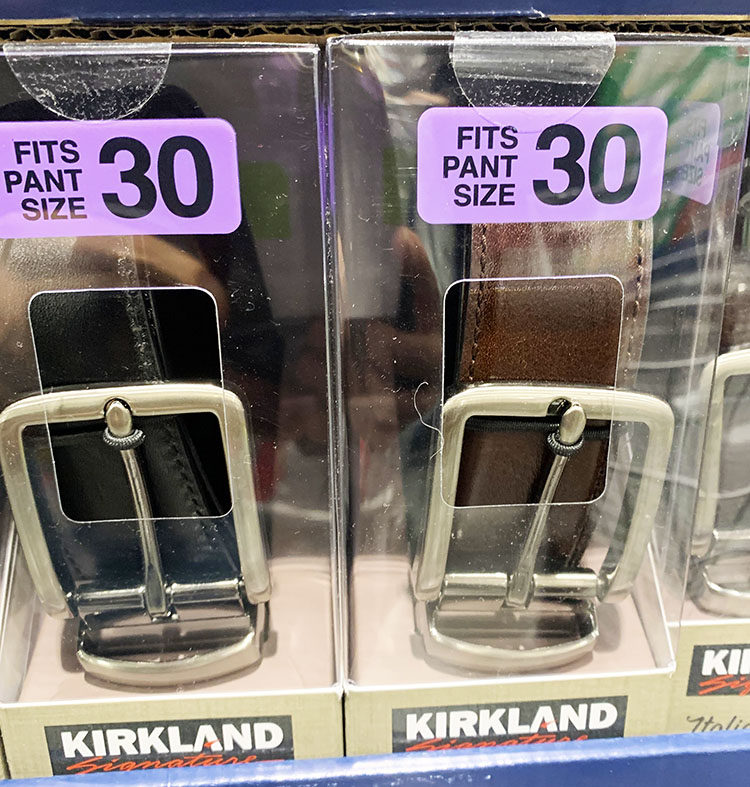 FITS
PANT
SIZE
30
FITS
PANT
SIZE
30
KIRKLAND
Signature
KIRKLAND
Signature